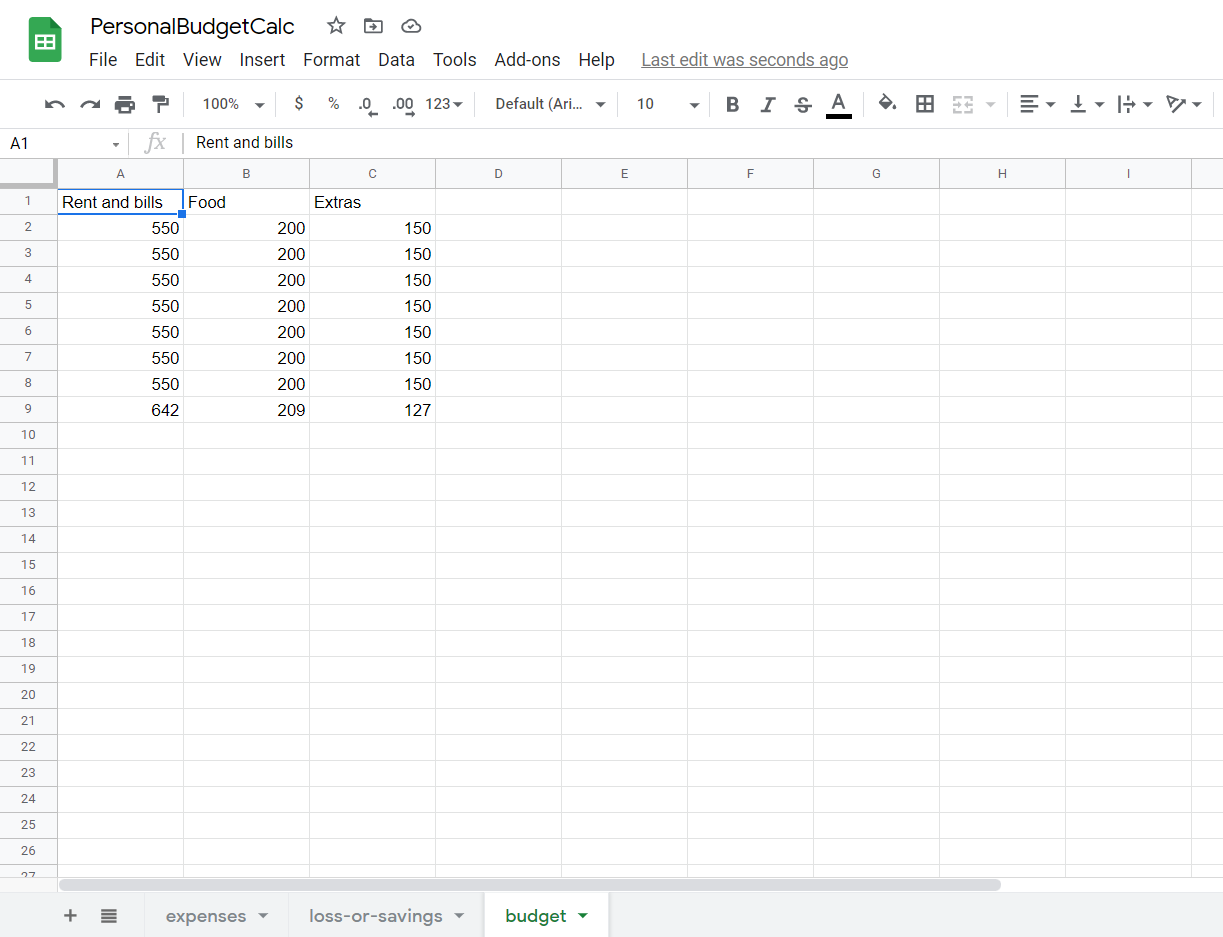 PersonalBudgetCalc
File Edit View Insert Format Data Tools Add-ons Help Last edit was seconds ago
100% $ % .0 .00 123 Default (Ari... 10 B I S A
A1 fx Rent and bills
A B C D E F G H I
1 Rent and bills Food Extras
2 550 200 150
3 550 200 150
4 550 200 150
5 550 200 150
6 550 200 150
7 550 200 150
8 550 200 150
9 642 209 127
10
11
12
13
14
15
16
17
18
19
20
21
22
23
24
25
26
27
+ expenses loss-or-savings budget